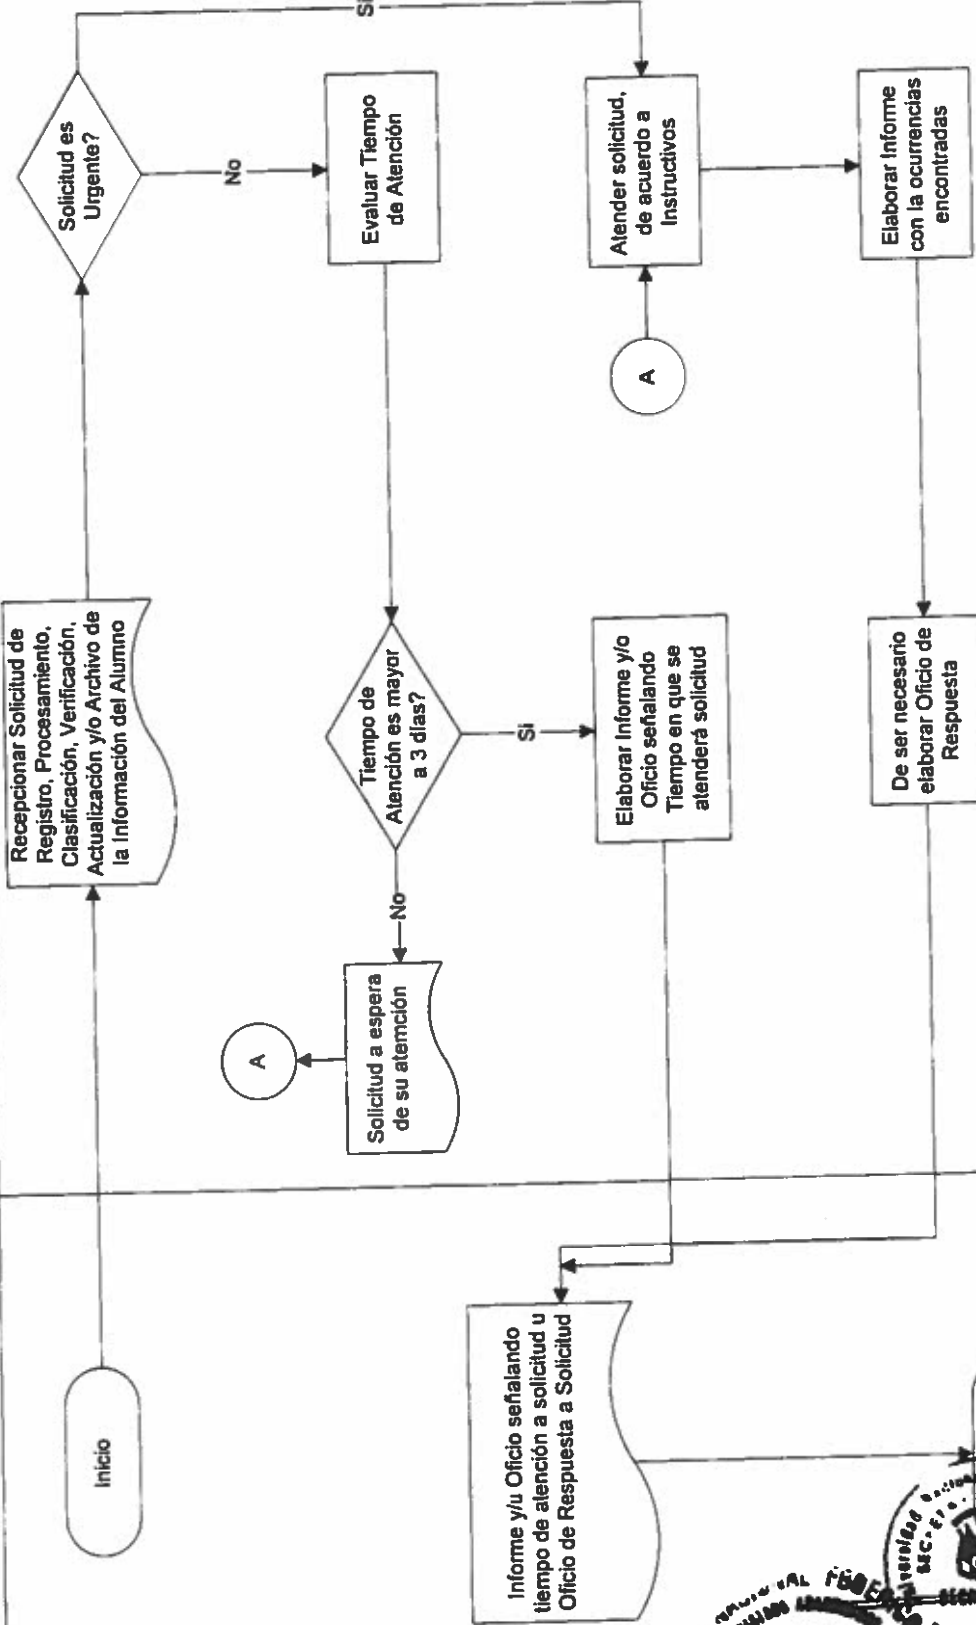 Inicio
Recepcionar Solicitud de
Registro, Procesamiento,
Clasificación, Verificación,
Actualización y/o Archivo de
la Información del Alumno
Solicitud es
Urgente?
Si
No
Evaluar Tiempo
de Atención
Tiempo de
Atención es mayor
a 3 días?
No
Si
Solicitud a espera
de su atención
A
Elaborar Informe y/o
Oficio señalando
Tiempo en que se
atenderá solicitud
A
Atender solicitud,
de acuerdo a
Instructivos
Elaborar Informe
con la ocurrencias
encontradas
De ser necesario
elaborar Oficio de
Respuesta
Informe y/u Oficio señalando
tiempo de atención a solicitud u
Oficio de Respuesta a Solicitud